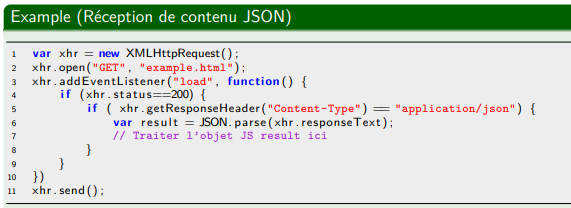 Example (Réception de contenu JSON)
1 var xhr = new XMLHttpRequest();
2 xhr.open("GET", "example.html");
3 xhr.addEventListener("load", function() {
4 if (xhr.status==200) {
5 if ( xhr.getResponseHeader("Content-Type") == "application/json") {
6 var result = JSON.parse(xhr.responseText);
7 // Traiter l'objet JS result ici
8 }
9 }
10 })
11 xhr.send();